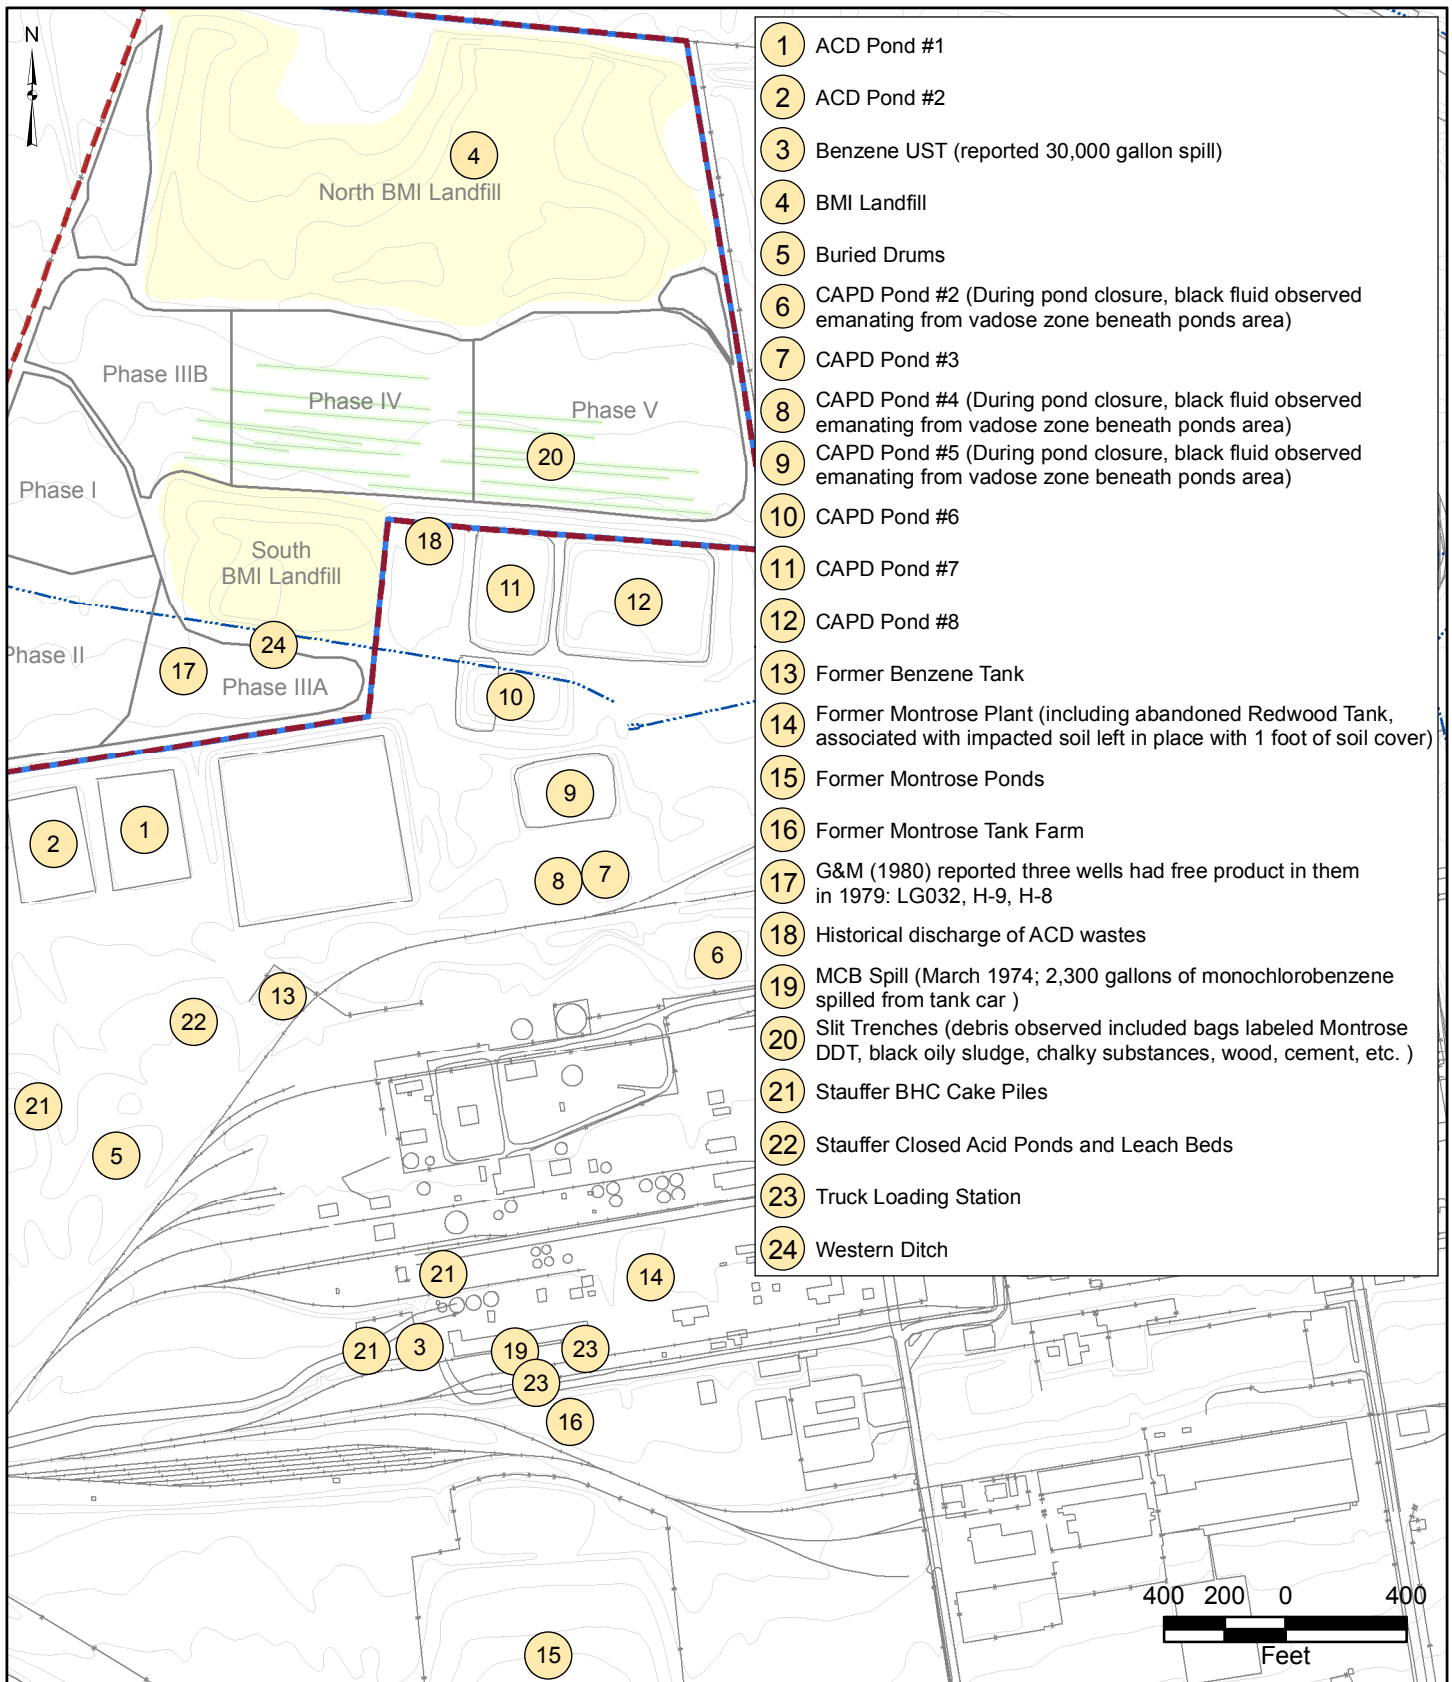 N
4
North BMI Landfill
Phase IIIB
Phase IV
Phase V
20
Phase I
South
BMI Landfill
18
11
12
24
Phase II
17
Phase IIIA
10
2
1
9
8
7
6
13
22
21
5
21
14
21
3
19
23
23
16
15
1 ACD Pond #1
2 ACD Pond #2
3 Benzene UST (reported 30,000 gallon spill)
4 BMI Landfill
5 Buried Drums
6 CAPD Pond #2 (During pond closure, black fluid observed
emanating from vadose zone beneath ponds area)
7 CAPD Pond #3
8 CAPD Pond #4 (During pond closure, black fluid observed
emanating from vadose zone beneath ponds area)
9 CAPD Pond #5 (During pond closure, black fluid observed
emanating from vadose zone beneath ponds area)
10 CAPD Pond #6
11 CAPD Pond #7
12 CAPD Pond #8
13 Former Benzene Tank
14 Former Montrose Plant (including abandoned Redwood Tank,
associated with impacted soil left in place with 1 foot of soil cover)
15 Former Montrose Ponds
16 Former Montrose Tank Farm
17 G&M (1980) reported three wells had free product in them
in 1979: LG032, H-9, H-8
18 Historical discharge of ACD wastes
19 MCB Spill (March 1974; 2,300 gallons of monochlorobenzene
spilled from tank car )
20 Slit Trenches (debris observed included bags labeled Montrose
DDT, black oily sludge, chalky substances, wood, cement, etc. )
21 Stauffer BHC Cake Piles
22 Stauffer Closed Acid Ponds and Leach Beds
23 Truck Loading Station
24 Western Ditch
400 200 0 400
Feet